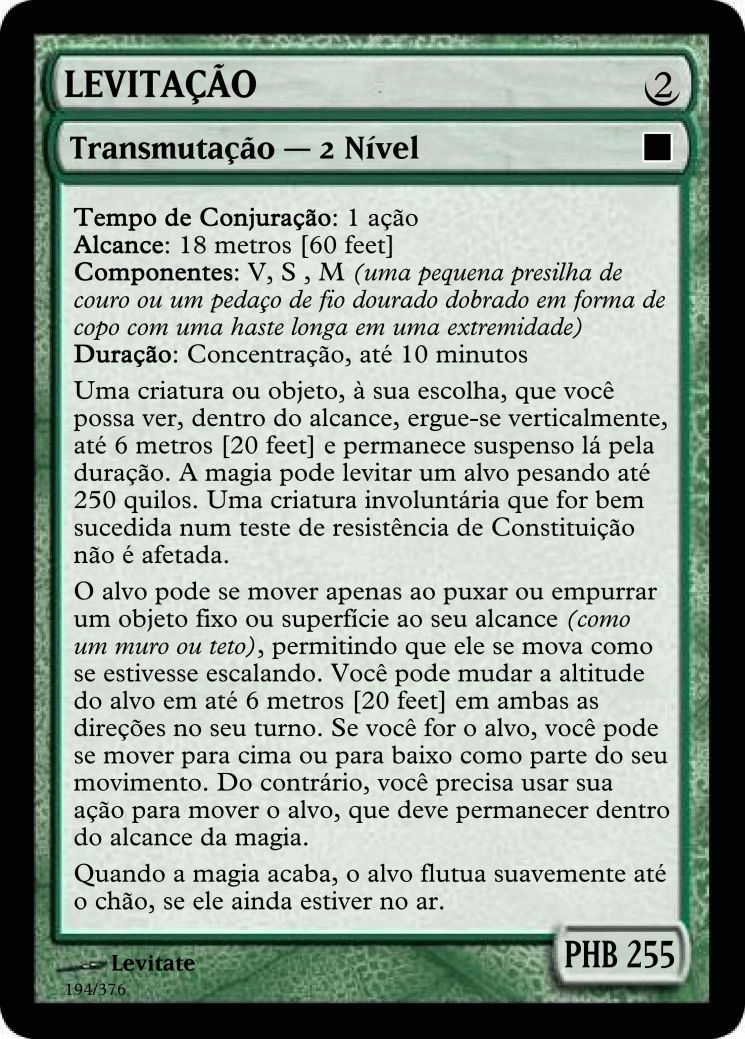 LEVITAÇÃO
2
Transmutação — 2 Nível
Tempo de Conjuração: 1 ação
Alcance: 18 metros [60 feet]
Componentes: V, S , M (uma pequena presilha de
couro ou um pedaço de fio dourado dobrado em forma de
copo com uma haste longa em uma extremidade)
Duração: Concentração, até 10 minutos
Uma criatura ou objeto, à sua escolha, que você
possa ver, dentro do alcance, ergue-se verticalmente,
até 6 metros [20 feet] e permanece suspenso lá pela
duração. A magia pode levitar um alvo pesando até
250 quilos. Uma criatura involuntária que for bem
sucedida num teste de resistência de Constituição
não é afetada.
O alvo pode se mover apenas ao puxar ou empurrar
um objeto fixo ou superfície ao seu alcance (como
um muro ou teto), permitindo que ele se mova como
se estivesse escalando. Você pode mudar a altitude
do alvo em até 6 metros [20 feet] em ambas as
direções no seu turno. Se você for o alvo, você pode
se mover para cima ou para baixo como parte do seu
movimento. Do contrário, você precisa usar sua
ação para mover o alvo, que deve permanecer dentro
do alcance da magia.
Quando a magia acaba, o alvo flutua suavemente até
o chão, se ele ainda estiver no ar.
PHB 255
Levitate
194/376